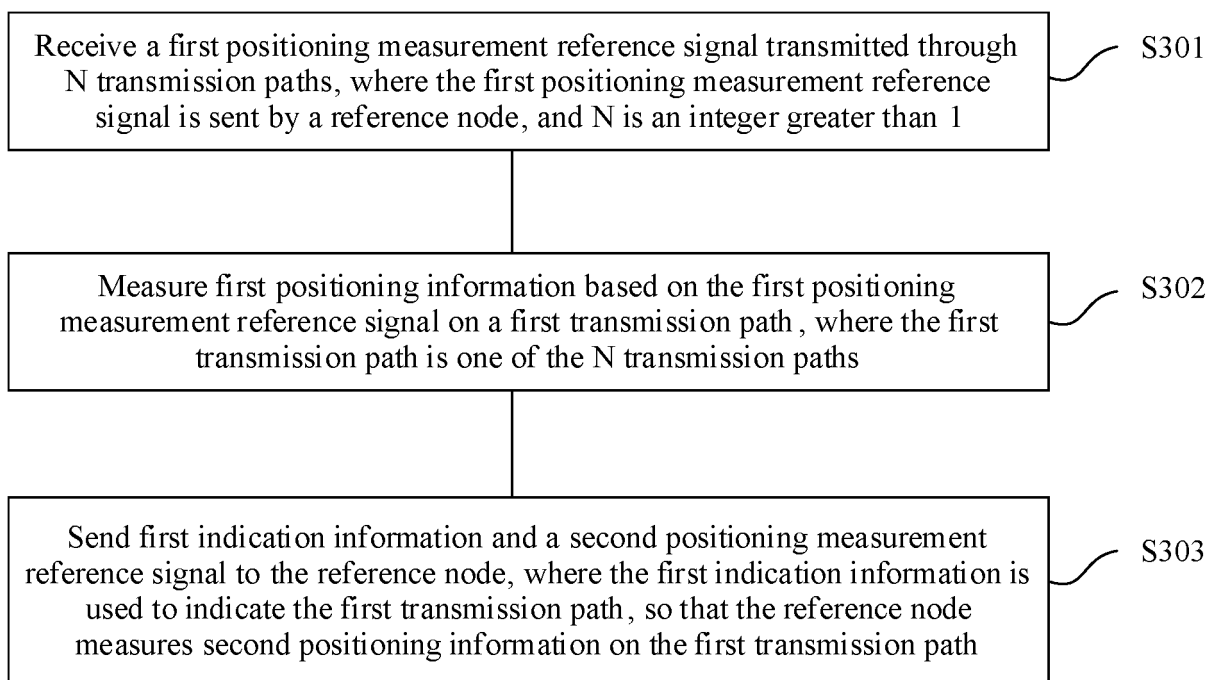 Receive a first positioning measurement reference signal transmitted through
N transmission paths, where the first positioning measurement reference
signal is sent by a reference node, and N is an integer greater than 1
S301
Measure first positioning information based on the first positioning
measurement reference signal on a first transmission path, where the first
transmission path is one of the N transmission paths
S302
Send first indication information and a second positioning measurement
reference signal to the reference node, where the first indication information is
used to indicate the first transmission path, so that the reference node
measures second positioning information on the first transmission path
S303